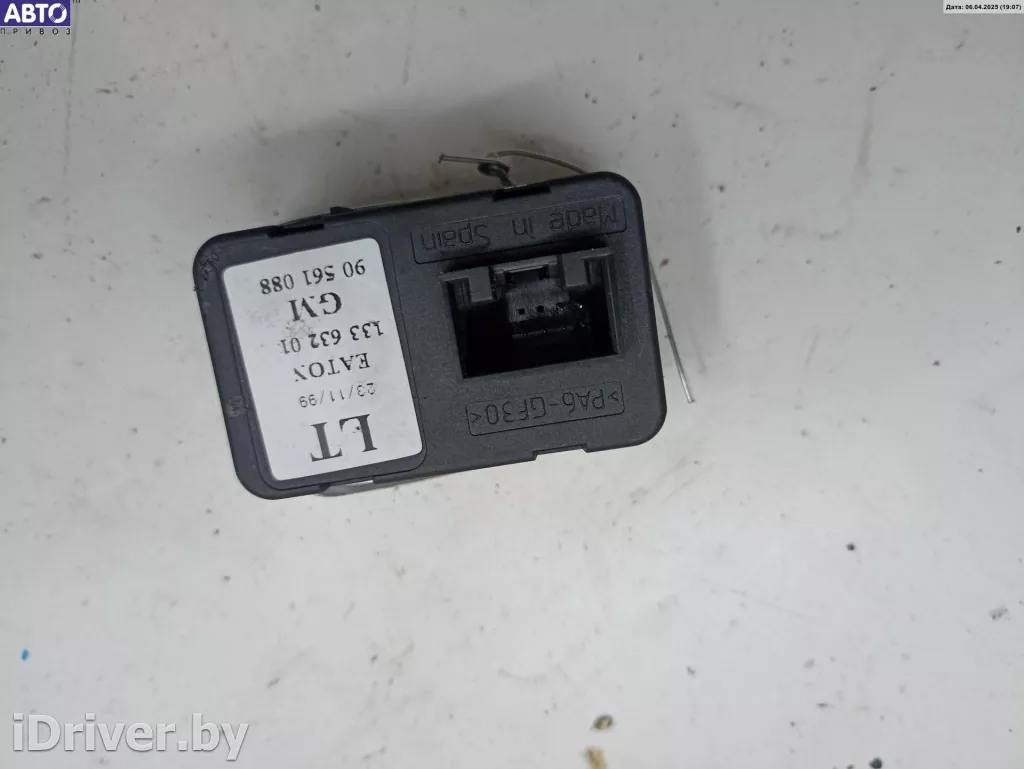 АВТО
ПРИВОЗ
Дата: 06.04.2025 (19:07)
Made in Spain
>PA6-GF30<
LT
23/11/99
EATON
133 632 01
GM
90 561 088
iDriver.by